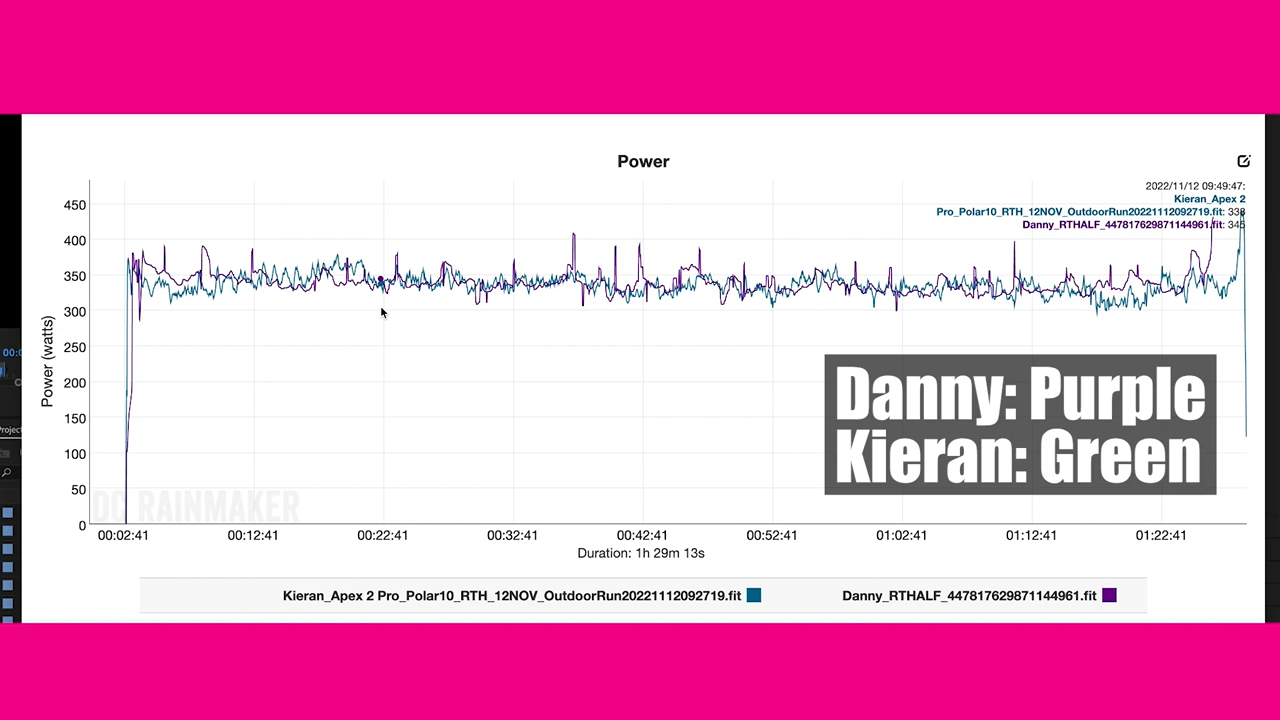 Power
2022/11/12 09:49:47:
Kieran_Apex 2
Pro_Polar10_RTH_12NOV_OutdoorRun20221112092719.fit: 338
Danny_RTHALF_447817629871144961.fit: 345
450
400
350
300
250
200
150
100
50
0
Power (watts)
Danny: Purple
Kieran: Green
DC RAINMAKER
00:02:41
00:12:41
00:22:41
00:32:41
00:42:41
00:52:41
01:02:41
01:12:41
01:22:41
Duration: 1h 29m 13s
Kieran_Apex 2 Pro_Polar10_RTH_12NOV_OutdoorRun20221112092719.fit
Danny_RTHALF_447817629871144961.fit
00:0
Project